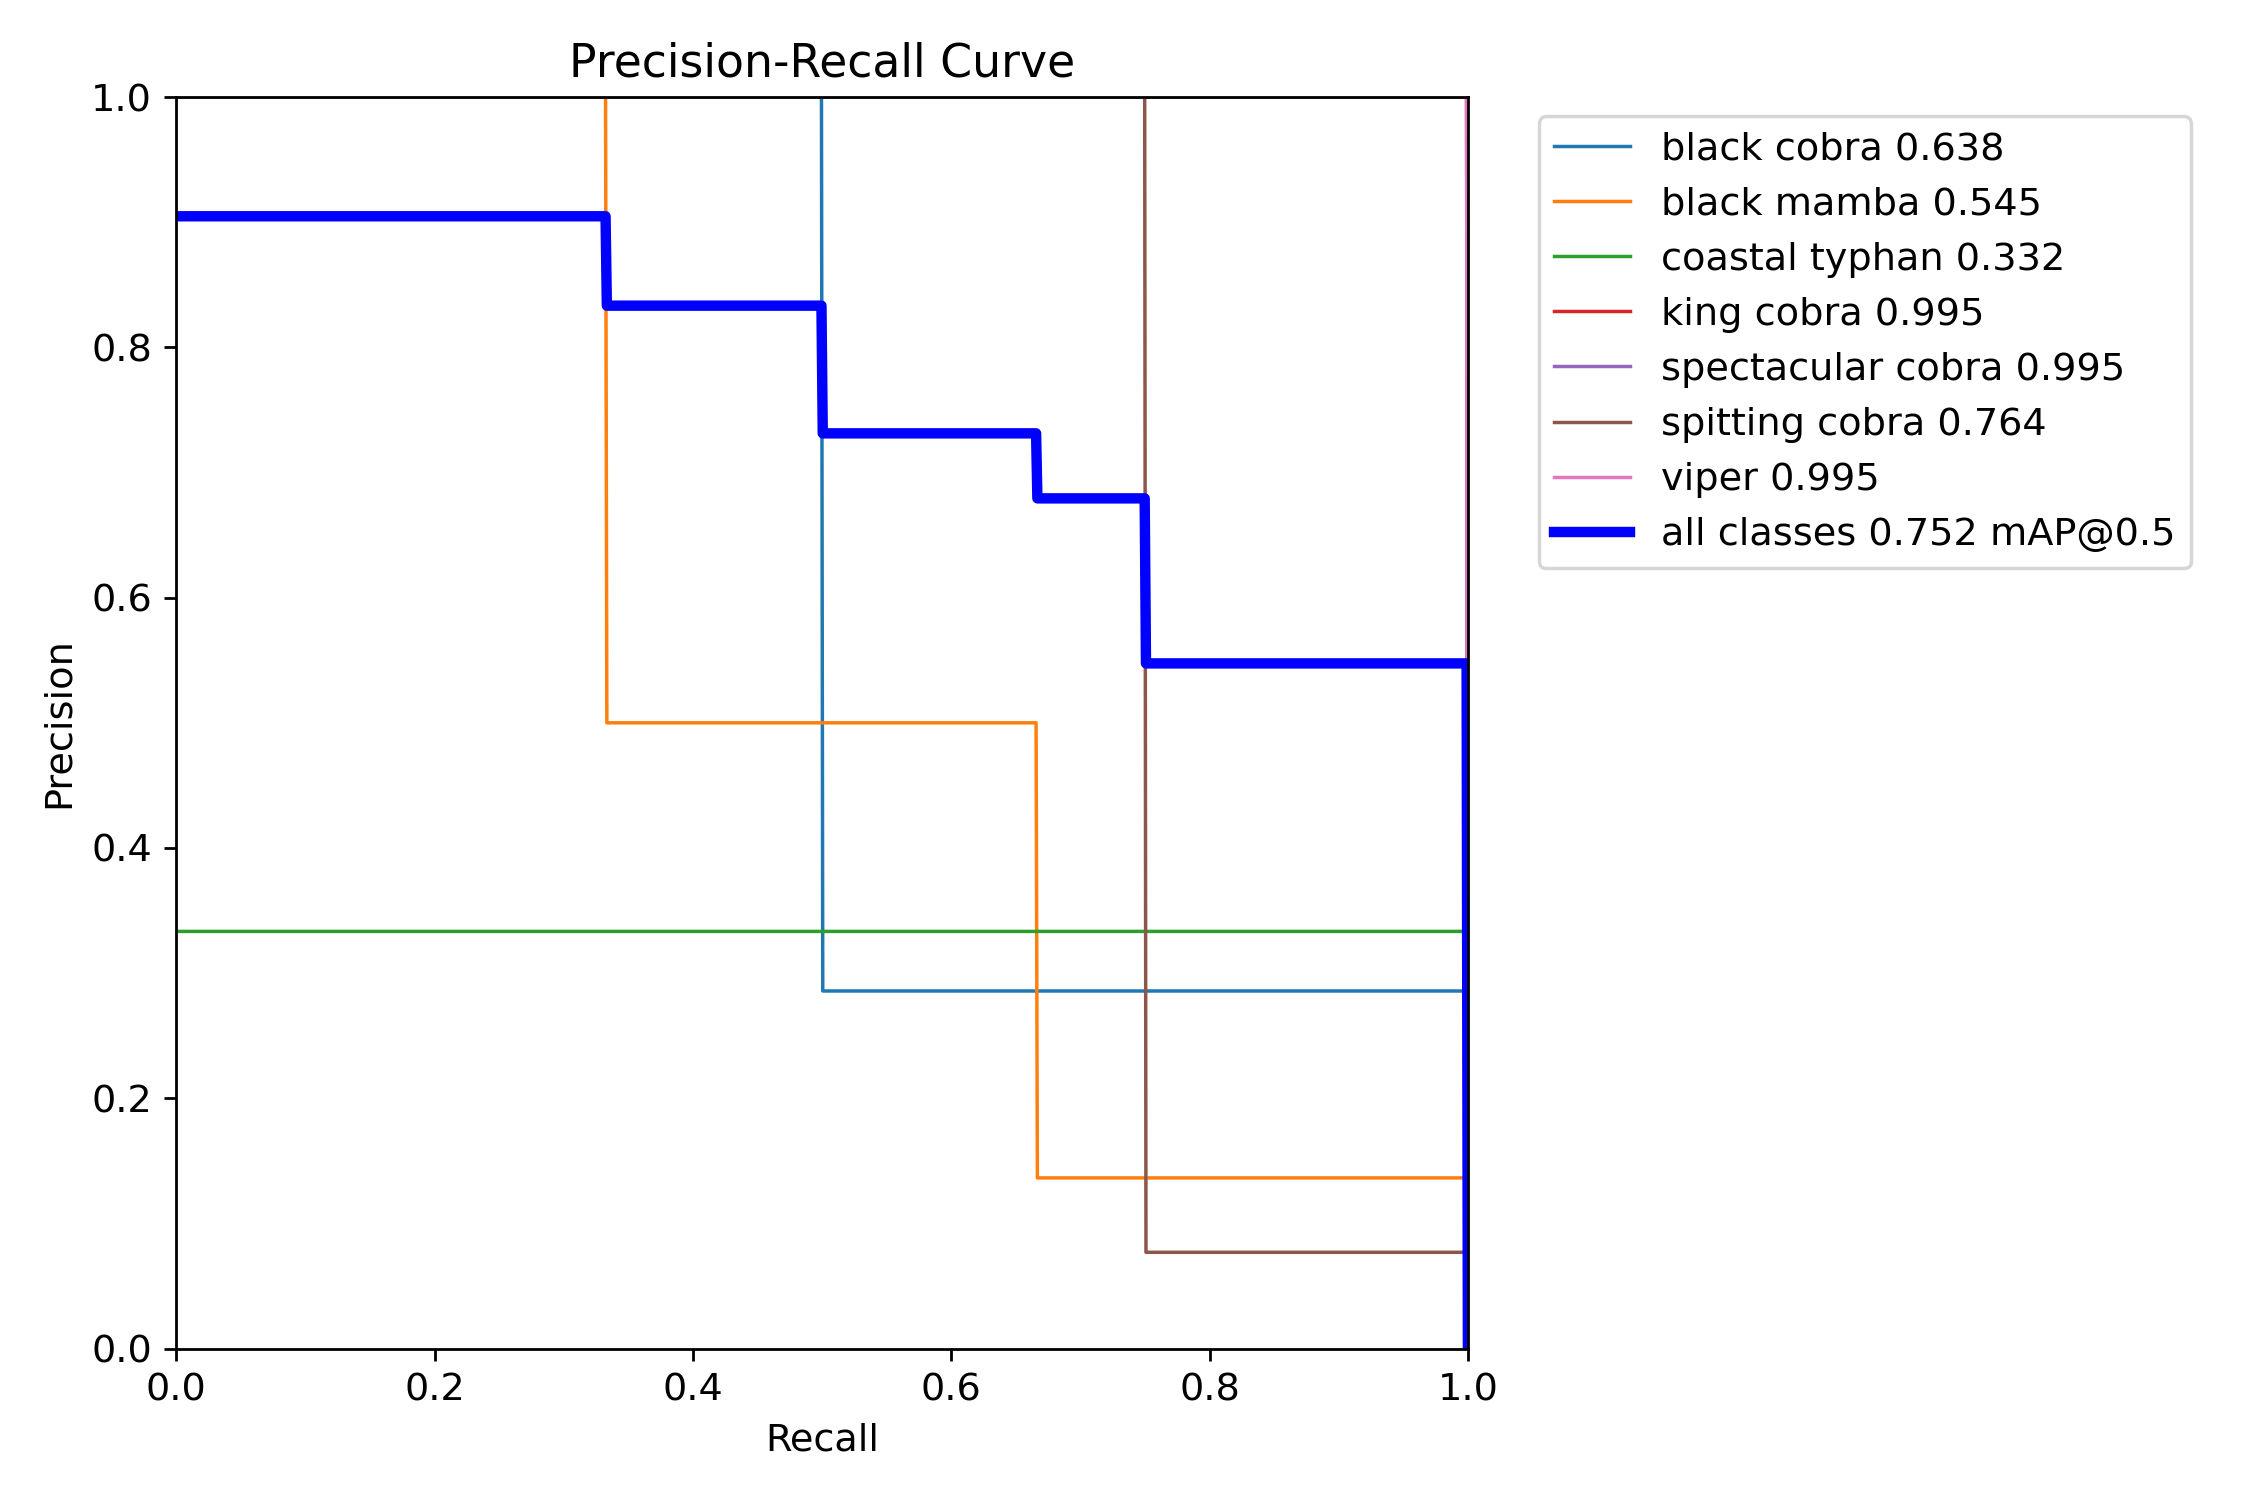 Precision-Recall Curve
1.0
0.8
0.6
0.4
0.2
0.0
Precision
0.0 0.2 0.4 0.6 0.8 1.0
Recall
black cobra 0.638
black mamba 0.545
coastal typhan 0.332
king cobra 0.995
spectacular cobra 0.995
spitting cobra 0.764
viper 0.995
all classes 0.752 mAP@0.5